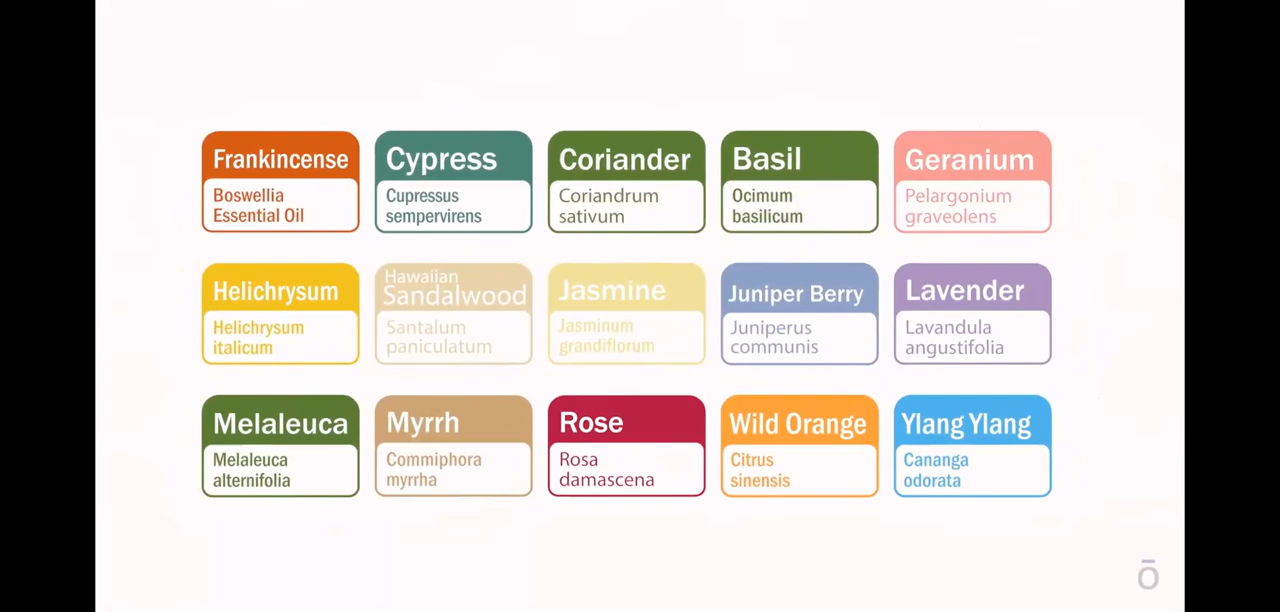 Frankincense
Boswellia
Essential Oil
Cypress
Cupressus
sempervirens
Coriander
Coriandrum
sativum
Basil
Ocimum
basilicum
Geranium
Pelargonium
graveolens
Helichrysum
Helichrysum
italicum
Hawaiian
Sandalwood
Santalum
paniculatum
Jasmine
Jasminum
grandiflorum
Juniper Berry
Juniperus
communis
Lavender
Lavandula
angustifolia
Melaleuca
Melaleuca
alternifolia
Myrrh
Commiphora
myrrha
Rose
Rosa
damascena
Wild Orange
Citrus
sinensis
Ylang Ylang
Cananga
odorata
ō